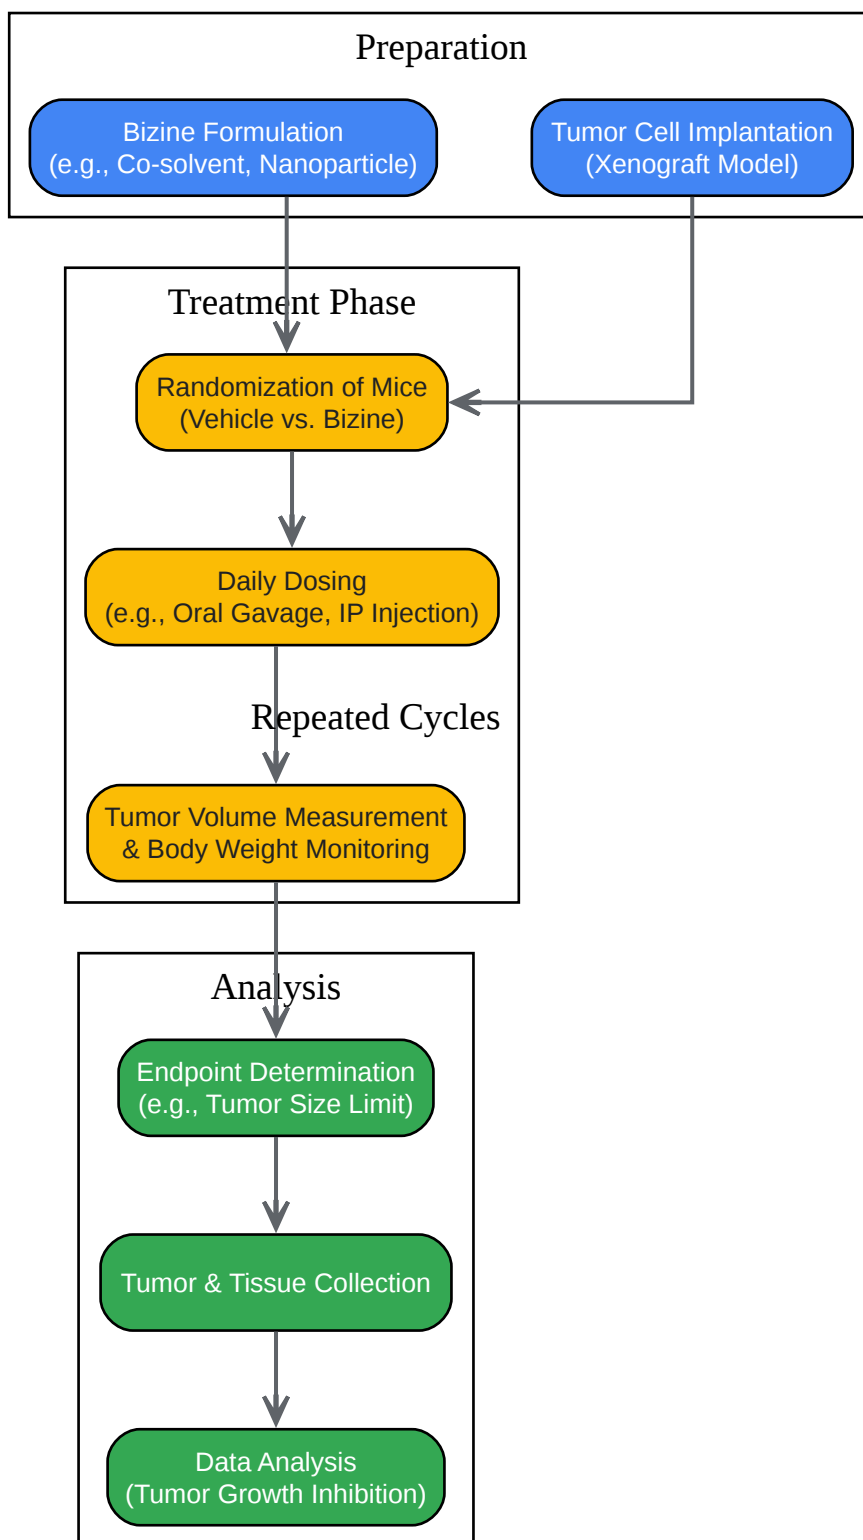 Preparation
Bizine Formulation
(e.g., Co-solvent, Nanoparticle)
Tumor Cell Implantation
(Xenograft Model)
Treatment Phase
Randomization of Mice
(Vehicle vs. Bizine)
Daily Dosing
(e.g., Oral Gavage, IP Injection)
Repeated Cycles
Tumor Volume Measurement
& Body Weight Monitoring
Analysis
Endpoint Determination
(e.g., Tumor Size Limit)
Tumor & Tissue Collection
Data Analysis
(Tumor Growth Inhibition)